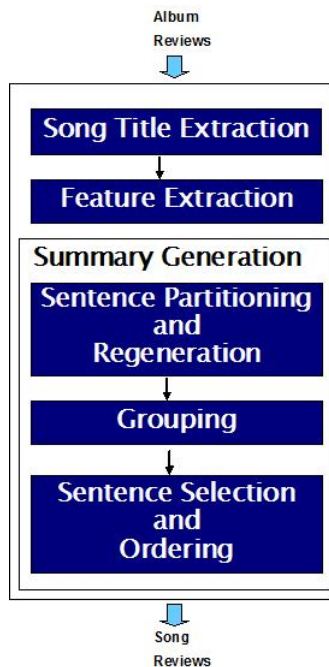 Album
Reviews
Song Title Extraction
Feature Extraction
Summary Generation
Sentence Partitioning
and
Regeneration
Grouping
Sentence Selection
and
Ordering
Song
Reviews